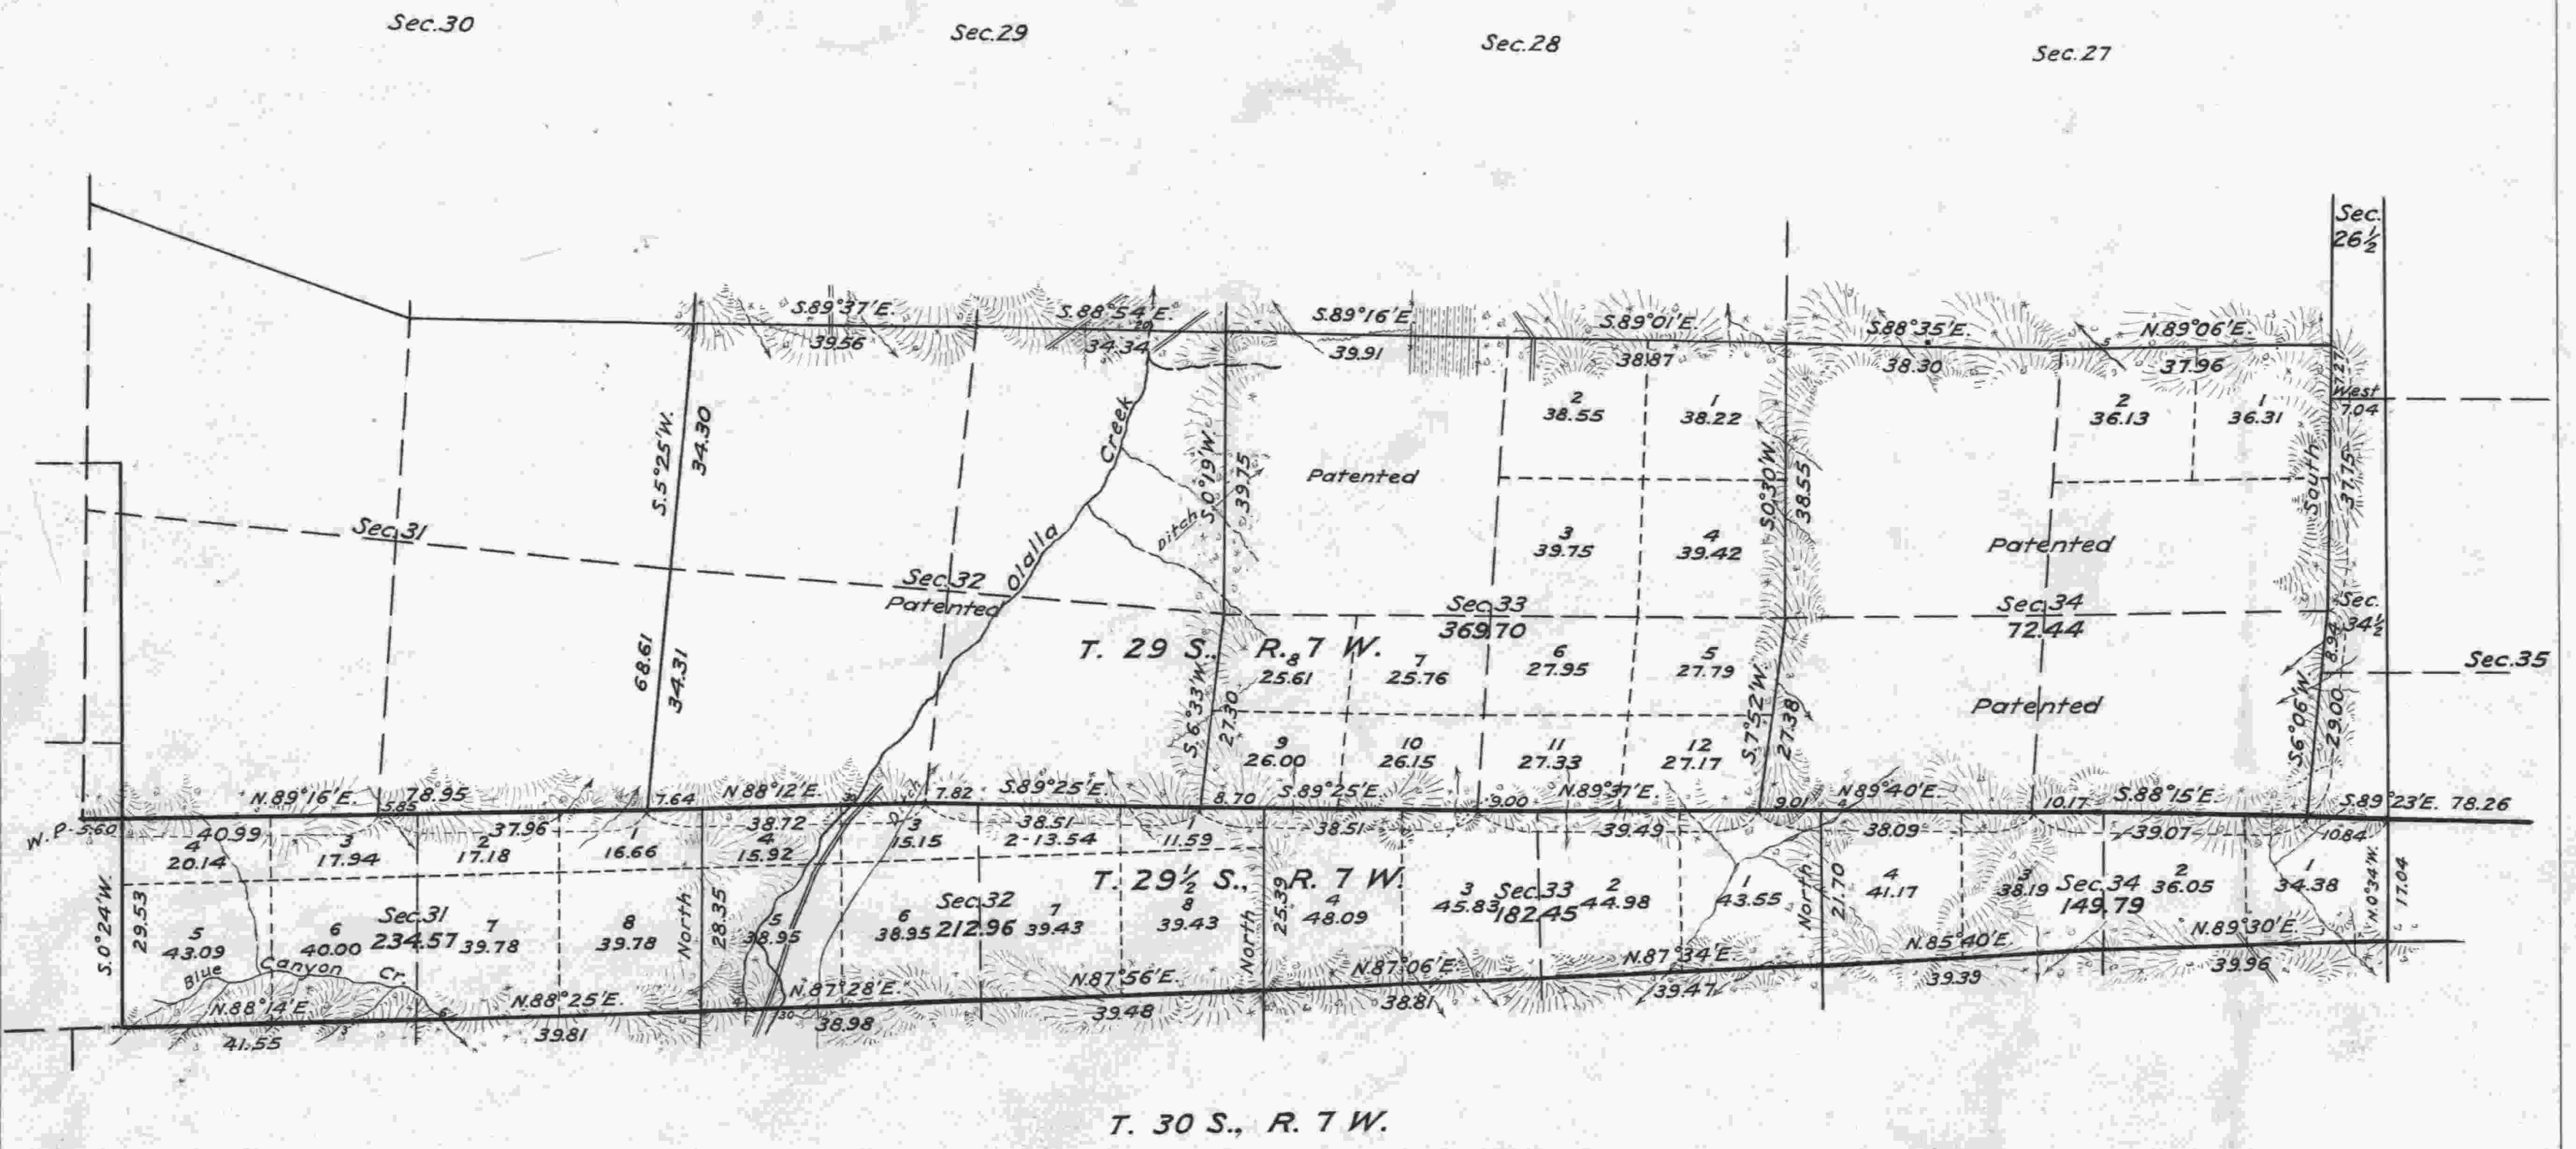 Sec.30
Sec.29
Sec.28
Sec.27
Sec.
26½
S.89°37'E.
39.56
S.88°54'E.
20
34.34
S.89°16'E.
39.91
S.89°01'E.
38.87
S.88°35'E.
38.30
N.89°06'E.
5
37.96
7.27
West
7.04
S.5°25'W.
34.30
68.61
34.31
Creek
Olalla
Ditch
S.0°19'W.
39.75
Patented
2
38.55
1
38.22
3
39.75
4
39.42
S.0°30'W.
38.55
2
36.13
1
36.31
South
37.75
Patented
Sec.31
Sec.32
Patented
Sec.33
369.70
Sec.34
72.44
Sec.
34½
8.94
Sec.35
T. 29 S., R. 7 W.
8
25.61
7
25.76
6
27.95
5
27.79
S.6°33'W.
27.30
9
26.00
10
26.15
11
27.33
12
27.17
S.7°52'W.
27.38
Patented
S.6°06'W.
29.00
N.89°16'E.
5.85
78.95
7.64
N.88°12'E.
7.82
S.89°25'E.
8.70
S.89°25'E.
9.00
N.89°37'E.
9.01
N.89°40'E.
10.17
S.88°15'E.
S.89°23'E. 78.26
W.P.
5.60
40.99
37.96
38.72
38.51
38.51
39.49
38.09
39.07
10.84
4
20.14
3
17.94
2
17.18
1
16.66
4
15.92
3
15.15
2-13.54
1
11.59
T. 29½ S., R. 7 W.
S.0°24'W.
29.53
5
43.09
6
40.00
Sec.31
234.57
7
39.78
8
39.78
North
28.35
5
38.95
6
38.95
Sec.32
212.96
7
39.43
8
39.43
North
25.39
4
48.09
3
45.83
Sec.33
182.45
2
44.98
1
43.55
North
21.70
4
41.17
3
38.19
Sec.34
149.79
2
36.05
1
34.38
N.0°34'W.
17.04
Blue Canyon Cr.
N.88°14'E.
41.55
3
6
N.88°25'E.
39.81
N.87°28'E.
30
38.98
N.87°56'E.
39.48
N.87°06'E.
38.81
N.87°34'E.
39.47
N.85°40'E.
39.39
N.89°30'E.
39.96
T. 30 S., R. 7 W.